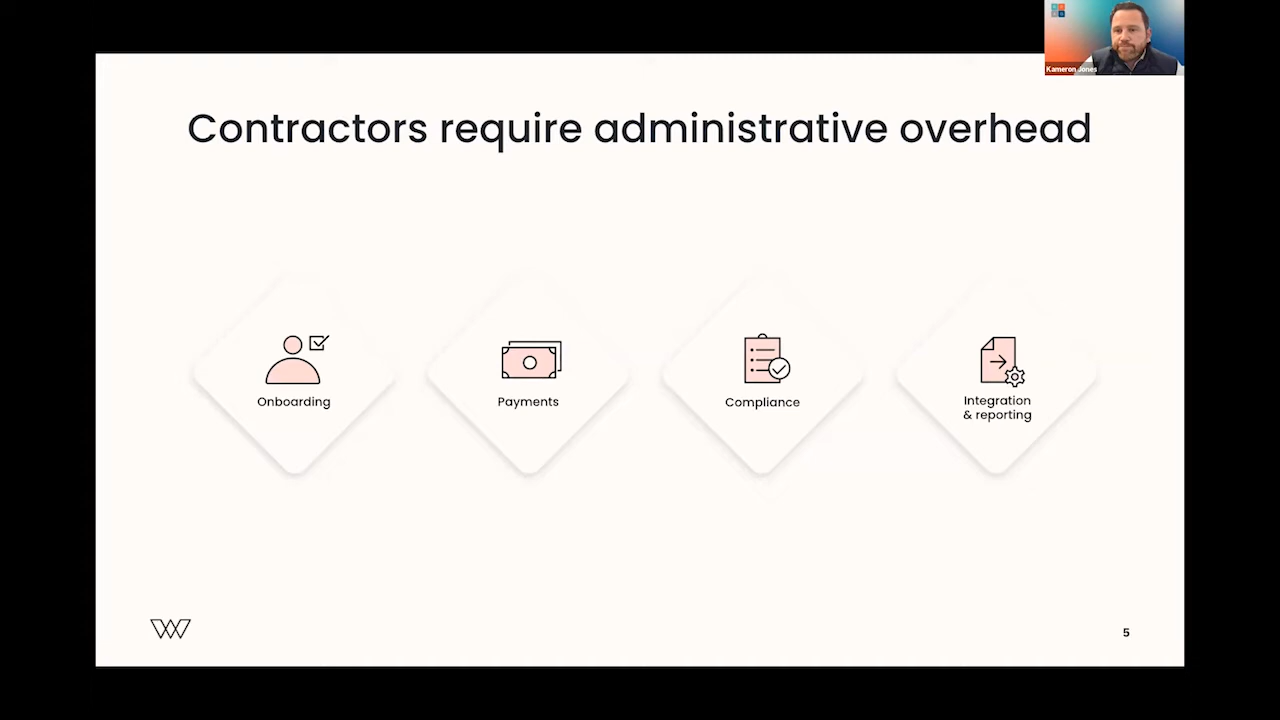 Kameron Jones
Contractors require administrative overhead
Onboarding
Payments
Compliance
Integration
& reporting
5